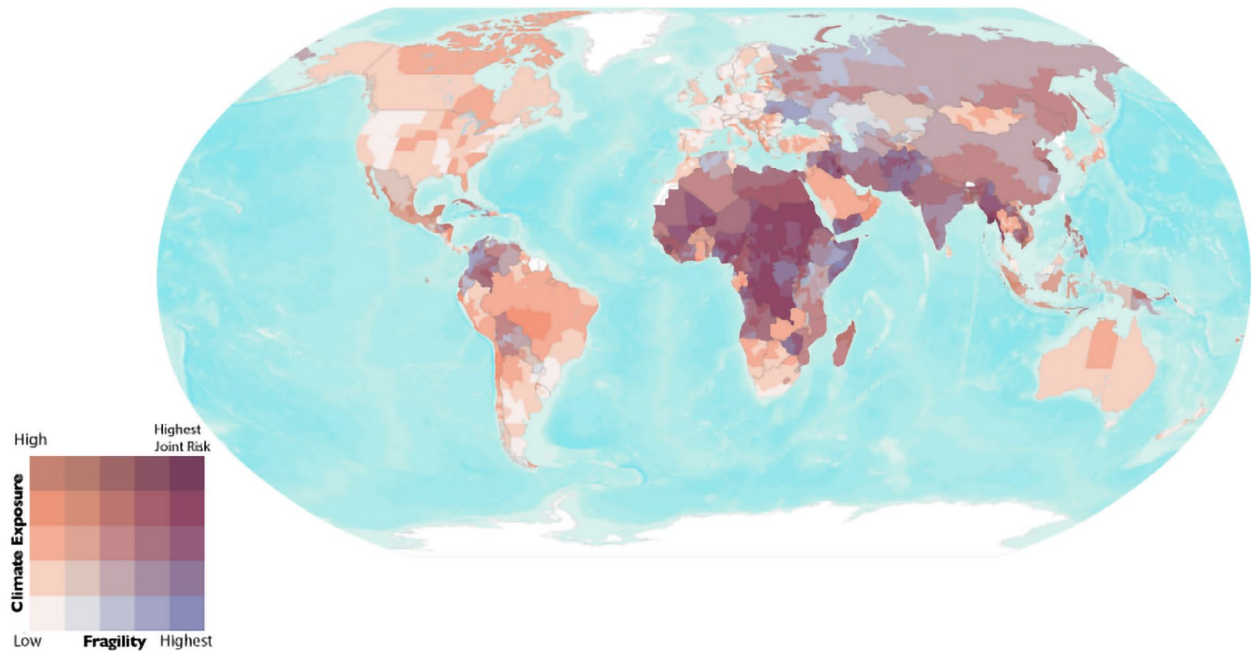 High
Highest
Joint Risk
Climate Exposure
Low Fragility Highest